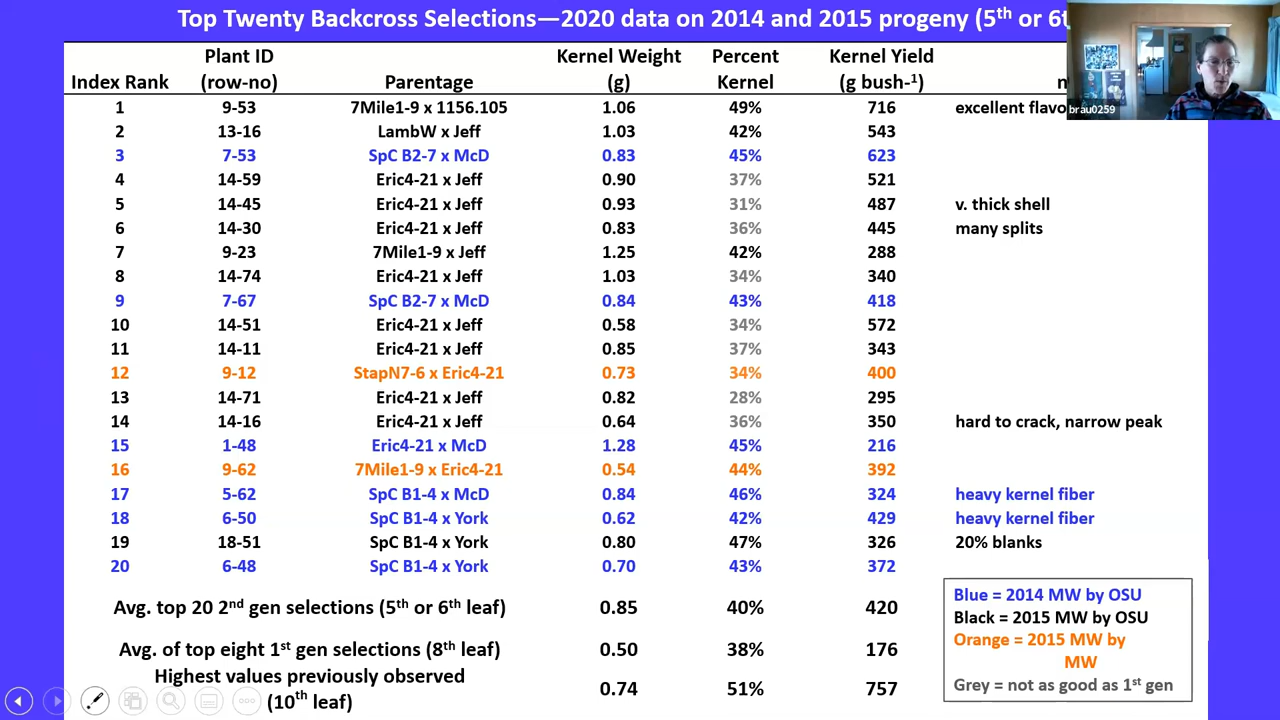 Top Twenty Backcross Selections—2020 data on 2014 and 2015 progeny (5th or
Plant ID Kernel Weight Percent Kernel Yield
Index Rank (row-no) Parentage (g) Kernel (g bush-1)
1 9-53 7Mile1-9 x 1156.105 1.06 49% 716 excellent
brau0259
2 13-16 LambW x Jeff 1.03 42% 543
3 7-53 SpC B2-7 x McD 0.83 45% 623
4 14-59 Eric4-21 x Jeff 0.90 37% 521
5 14-45 Eric4-21 x Jeff 0.93 31% 487 v. thick shell
6 14-30 Eric4-21 x Jeff 0.83 36% 445 many splits
7 9-23 7Mile1-9 x Jeff 1.25 42% 288
8 14-74 Eric4-21 x Jeff 1.03 34% 340
9 7-67 SpC B2-7 x McD 0.84 43% 418
10 14-51 Eric4-21 x Jeff 0.58 34% 572
11 14-11 Eric4-21 x Jeff 0.85 37% 343
12 9-12 StapN7-6 x Eric4-21 0.73 34% 400
13 14-71 Eric4-21 x Jeff 0.82 28% 295
14 14-16 Eric4-21 x Jeff 0.64 36% 350 hard to crack, narrow peak
15 1-48 Eric4-21 x McD 1.28 45% 216
16 9-62 7Mile1-9 x Eric4-21 0.54 44% 392
17 5-62 SpC B1-4 x McD 0.84 46% 324 heavy kernel fiber
18 6-50 SpC B1-4 x York 0.62 42% 429 heavy kernel fiber
19 18-51 SpC B1-4 x York 0.80 47% 326 20% blanks
20 6-48 SpC B1-4 x York 0.70 43% 372
Avg. top 20 2nd gen selections (5th or 6th leaf) 0.85 40% 420
Avg. of top eight 1st gen selections (8th leaf) 0.50 38% 176
Highest values previously observed
(10th leaf) 0.74 51% 757
Blue = 2014 MW by OSU
Black = 2015 MW by OSU
Orange = 2015 MW by
MW
Grey = not as good as 1st gen